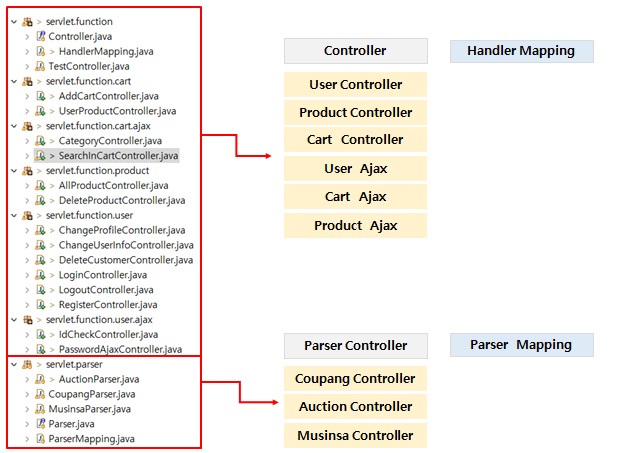 > servlet.function
Controller.java
> HandlerMapping.java
TestController.java
> servlet.function.cart
> AddCartController.java
> UserProductController.java
> servlet.function.cart.ajax
> CategoryController.java
> SearchInCartController.java
> servlet.function.product
> AllProductController.java
> DeleteProductController.java
> servlet.function.user
> ChangeProfileController.java
> ChangeUserInfoController.java
> DeleteCustomerController.java
> LoginController.java
> LogoutController.java
> RegisterController.java
> servlet.function.user.ajax
> IdCheckController.java
> PasswordAjaxController.java
> servlet.parser
> AuctionParser.java
CoupangParser.java
MusinsaParser.java
Parser.java
ParserMapping.java
Controller
Handler Mapping
User Controller
Product Controller
Cart Controller
User Ajax
Cart Ajax
Product Ajax
Parser Controller
Parser Mapping
Coupang Controller
Auction Controller
Musinsa Controller